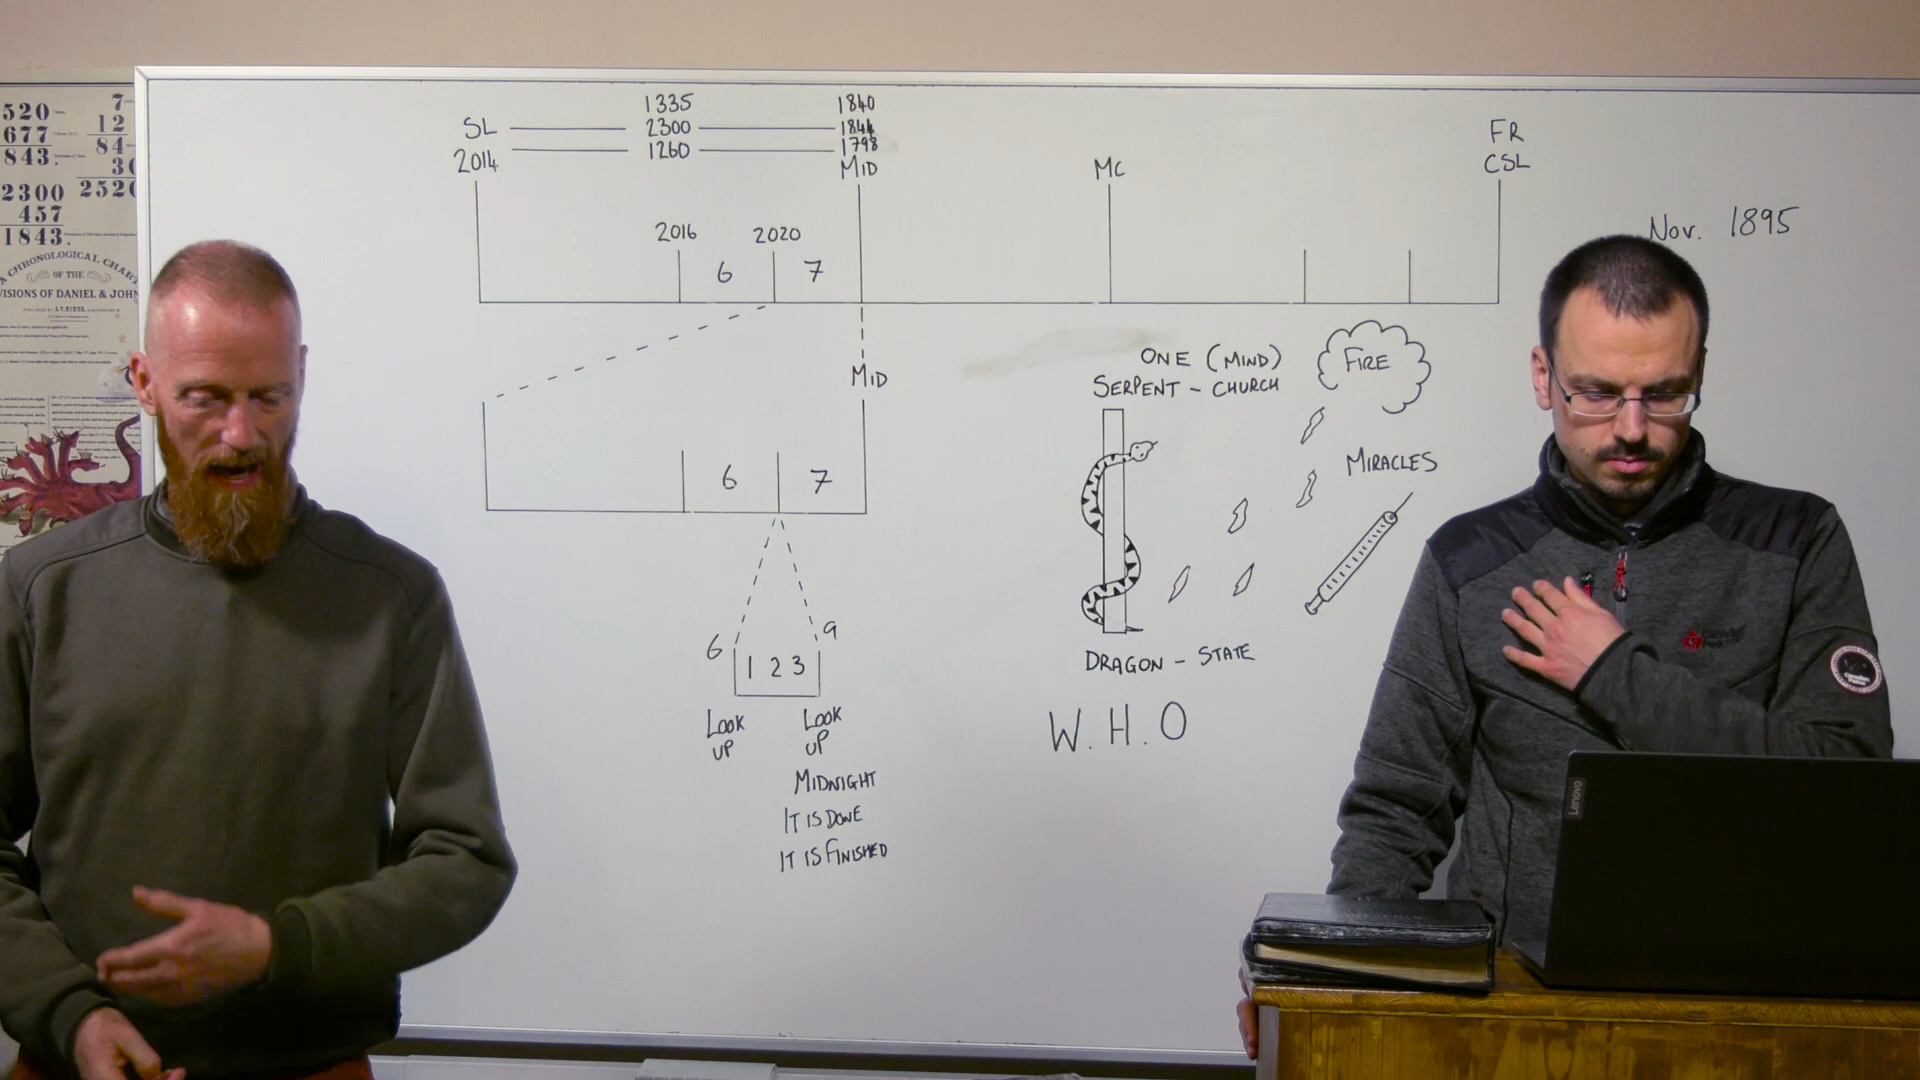 520
677
843.
7
12
84
2300
2520
457
1843.
A CHRONOLOGICAL CHART
OF THE
VISIONS OF DANIEL & JOHN
SL
2014
1335
2300
1260
1840
1844
1798
MID
MC
FR
CSL
Nov. 1895
2016
2020
6
7
MID
6
7
6
9
1 2 3
LOOK
UP
LOOK
UP
MIDNIGHT
IT IS DONE
IT IS FINISHED
ONE (MIND)
SERPENT - CHURCH
FIRE
MIRACLES
DRAGON - STATE
W. H. O
Lenovo